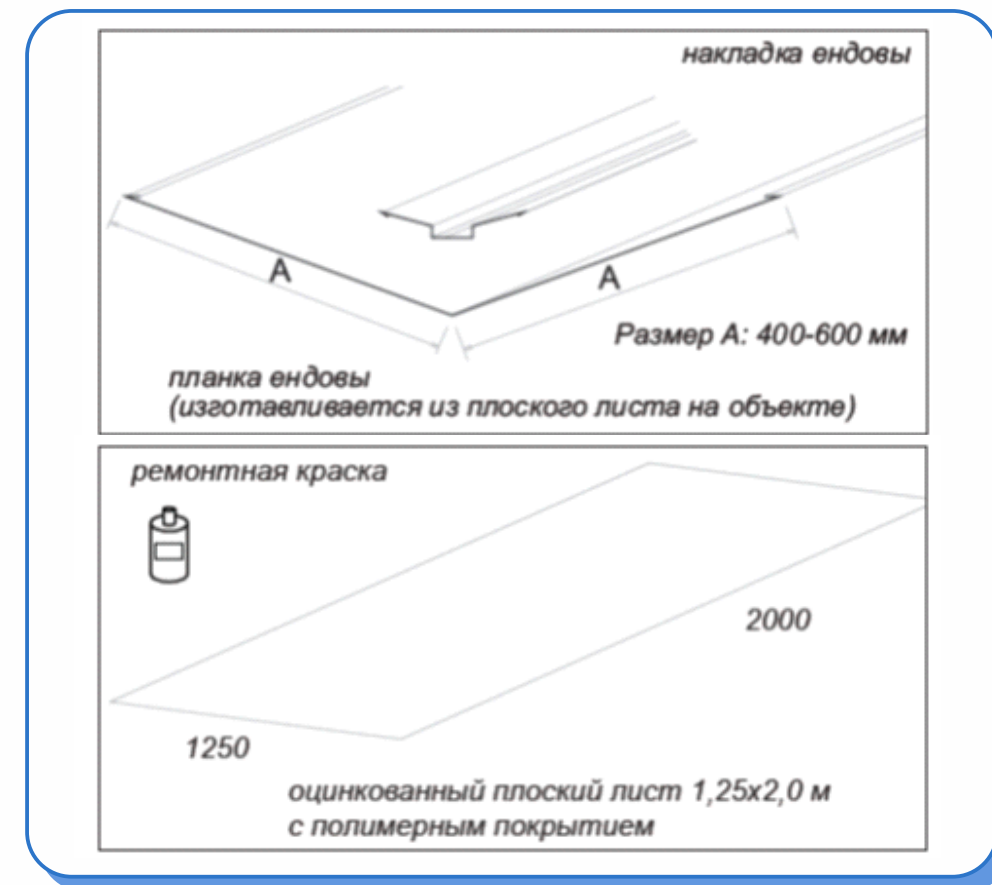 накладка ендовы
А
А
Размер А: 400-600 мм
планка ендовы
(изготавливается из плоского листа на объекте)
ремонтная краска
2000
1250
оцинкованный плоский лист 1,25х2,0 м
с полимерным покрытием